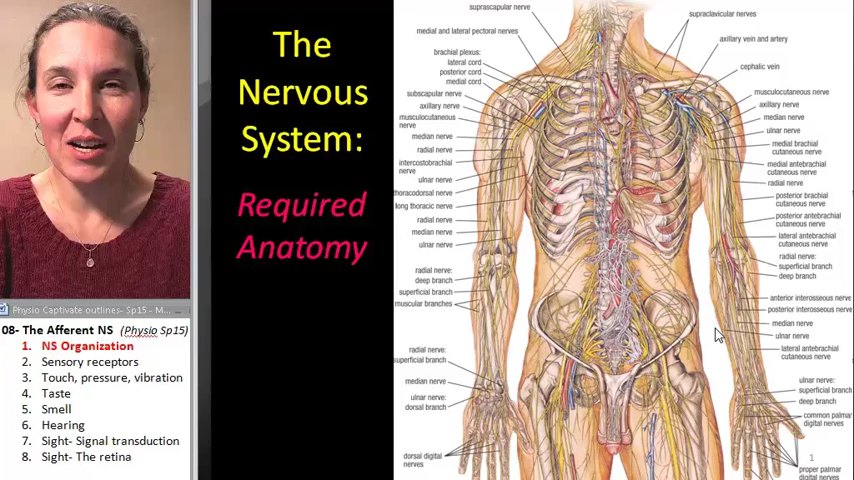 The
Nervous
System:
Required
Anatomy
Physio Captivate outlines- Sp15 - M...
08- The Afferent NS (Physio Sp15)
1. NS Organization
2. Sensory receptors
3. Touch, pressure, vibration
4. Taste
5. Smell
6. Hearing
7. Sight- Signal transduction
8. Sight- The retina
suprascapular nerve
medial and lateral pectoral nerves
brachial plexus:
lateral cord
posterior cord
medial cord
subscapular nerve
axillary nerve
musculocutaneous
nerve
median nerve
radial nerve
intercostobrachial
nerve
ulnar nerve
thoracodorsal nerve
long thoracic nerve
radial nerve
median nerve
ulnar nerve
radial nerve:
deep branch
superficial branch
muscular branches
radial nerve:
superficial branch
median nerve
ulnar nerve:
dorsal branch
dorsal digital
nerves
supraclavicular nerves
axillary vein and artery
cephalic vein
musculocutaneous nerve
axillary nerve
median nerve
ulnar nerve
medial brachial
cutaneous nerve
medial antebrachial
cutaneous nerve
radial nerve
posterior brachial
cutaneous nerve
posterior antebrachial
cutaneous nerve
lateral antebrachial
cutaneous nerve
radial nerve:
superficial branch
deep branch
anterior interosseous nerve
posterior interosseous nerve
median nerve
ulnar nerve
lateral antebrachial
cutaneous nerve
ulnar nerve:
superficial branch
deep branch
common palmar
digital nerves
1
proper palmar
digital nerves